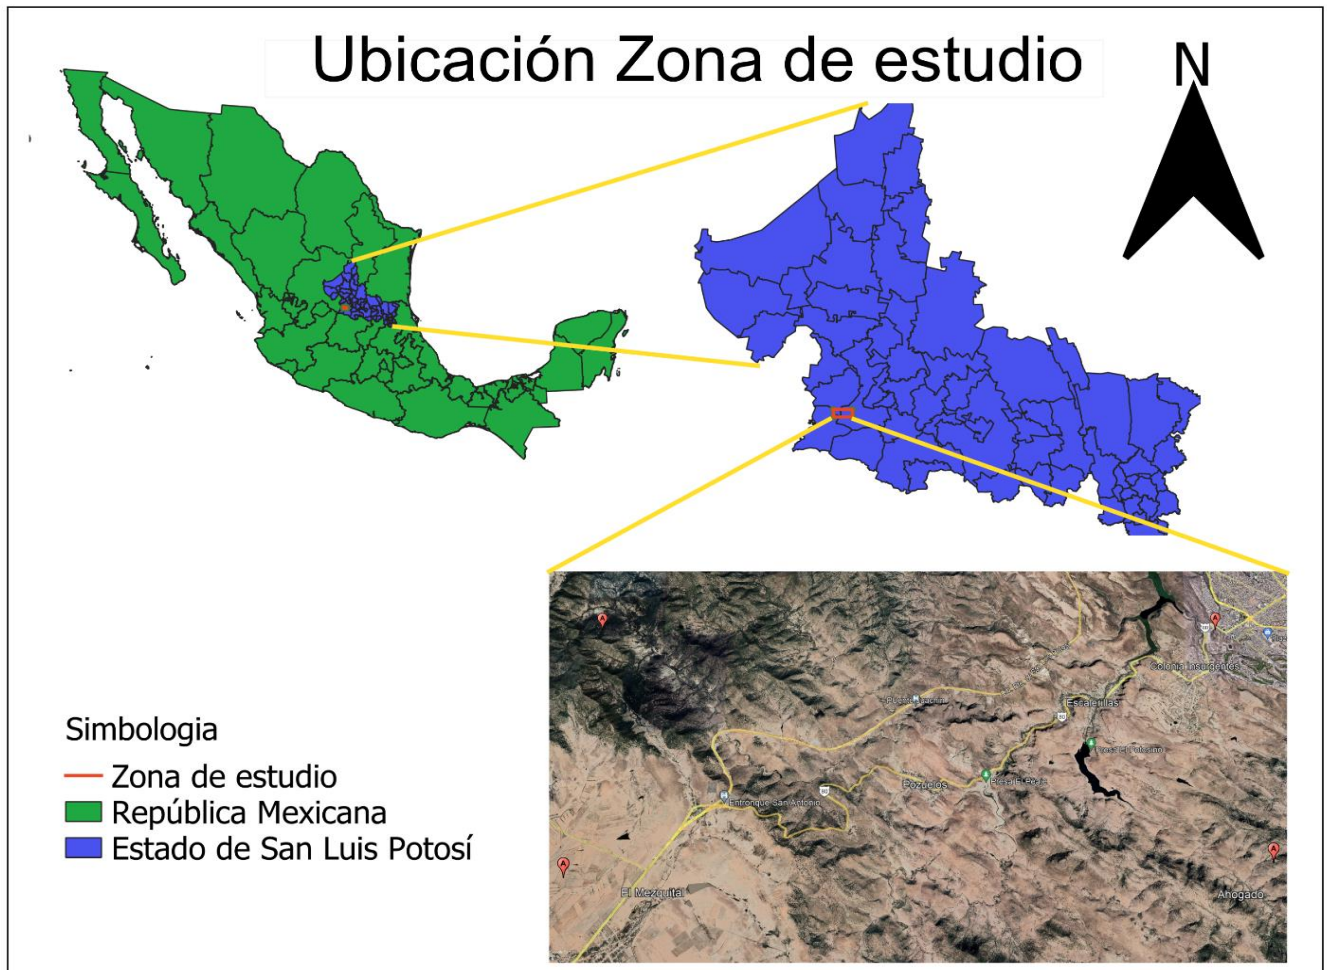 Ubicación Zona de estudio
N
Simbologia
Zona de estudio
República Mexicana
Estado de San Luis Potosí
A
A
Colonia Insurgentes
Escalerillas
Pozuelos
Entronque San Antonio
A
A
El Mezquital
Ahogado